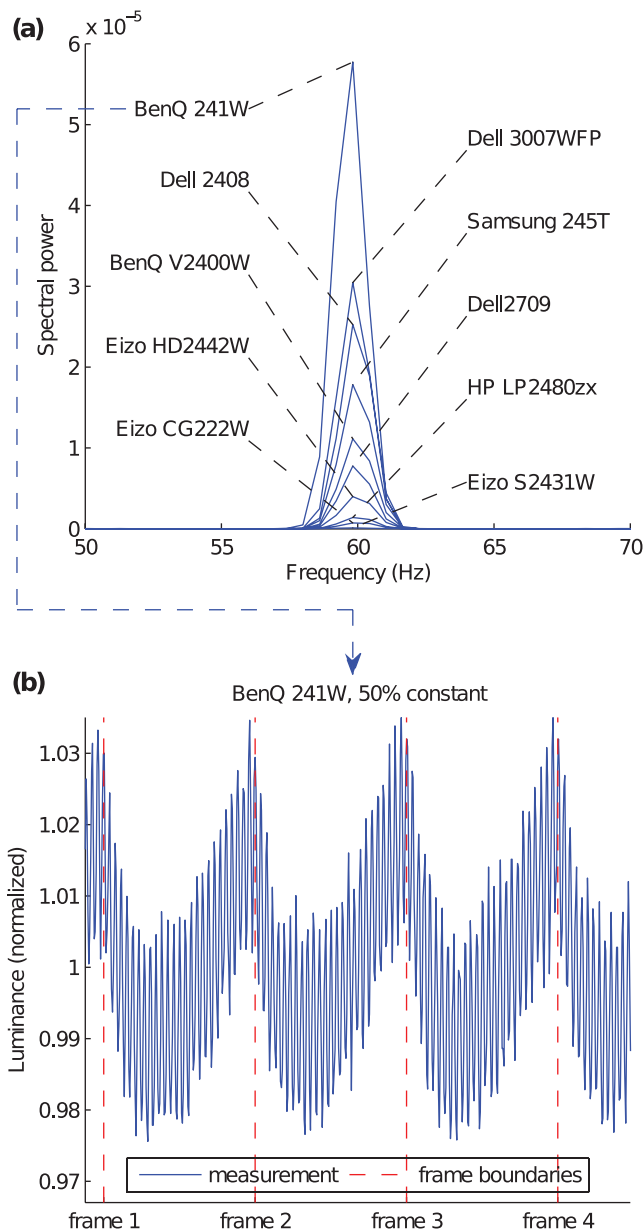 (a)
x 10⁻⁵
6
5
4
3
2
1
0
Spectral power
BenQ 241W
Dell 2408
BenQ V2400W
Eizo HD2442W
Eizo CG222W
Dell 3007WFP
Samsung 245T
Dell2709
HP LP2480zx
Eizo S2431W
50 55 60 65 70
Frequency (Hz)
(b)
BenQ 241W, 50% constant
1.03
1.02
1.01
1
0.99
0.98
0.97
Luminance (normalized)
measurement frame boundaries
frame 1 frame 2 frame 3 frame 4